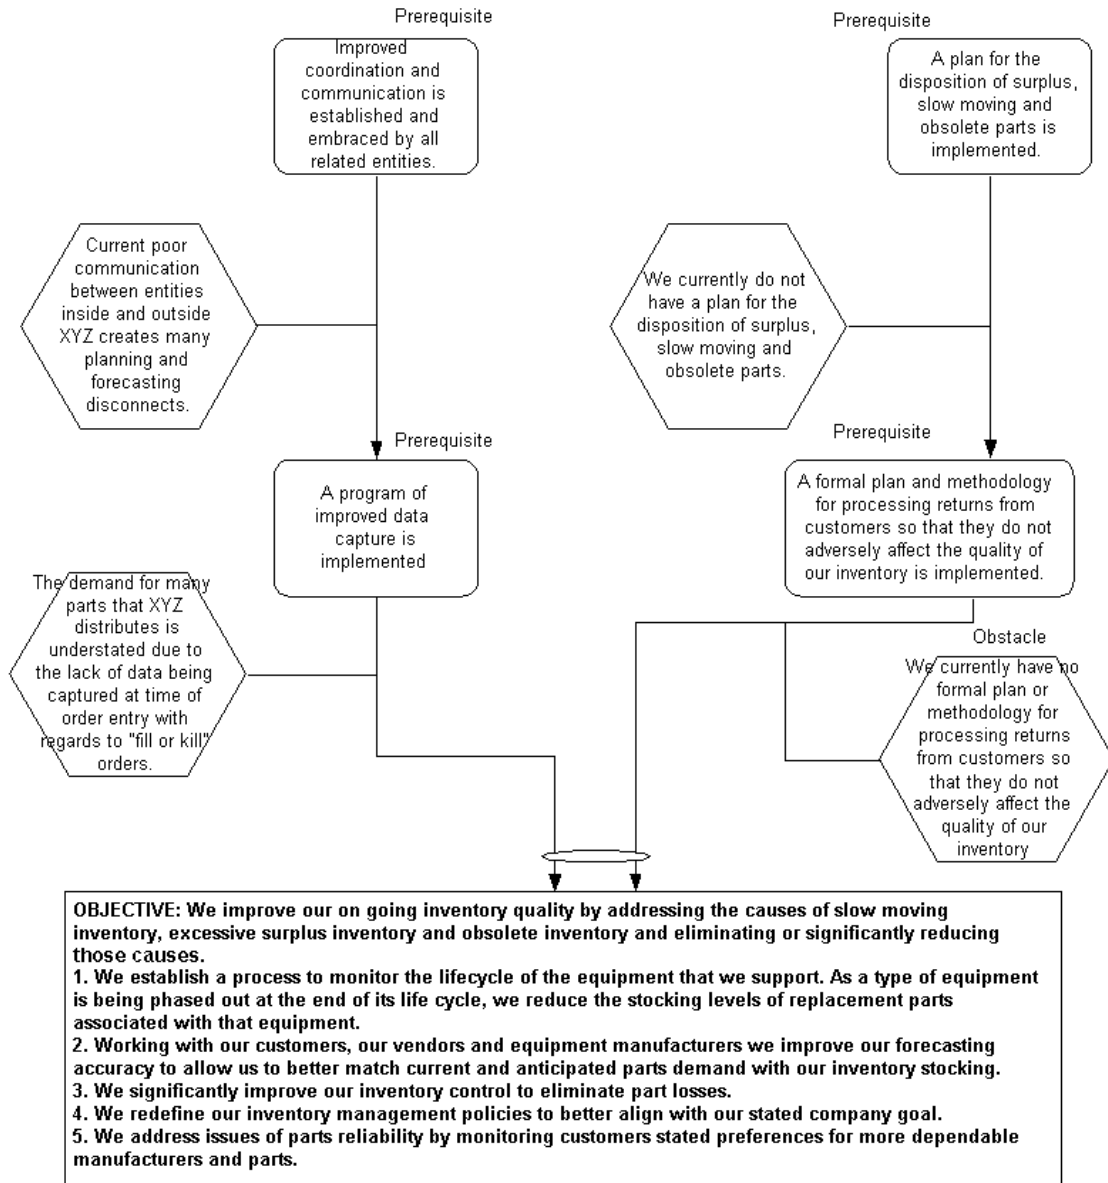 Prerequisite
Improved
coordination and
communication is
established and
embraced by all
related entities.
Prerequisite
A plan for the
disposition of surplus,
slow moving and
obsolete parts is
implemented.
Current poor
communication
between entities
inside and outside
XYZ creates many
planning and
forecasting
disconnects.
We currently do not
have a plan for the
disposition of surplus,
slow moving and
obsolete parts.
Prerequisite
A program of
improved data
capture is
implemented
Prerequisite
A formal plan and methodology
for processing returns from
customers so that they do not
adversely affect the quality of
our inventory is implemented.
The demand for many
parts that XYZ
distributes is
understated due to
the lack of data being
captured at time of
order entry with
regards to "fill or kill"
orders.
Obstacle
We currently have no
formal plan or
methodology for
processing returns
from customers so
that they do not
adversely affect the
quality of our
inventory
OBJECTIVE: We improve our on going inventory quality by addressing the causes of slow moving
inventory, excessive surplus inventory and obsolete inventory and eliminating or significantly reducing
those causes.
1. We establish a process to monitor the lifecycle of the equipment that we support. As a type of equipment
is being phased out at the end of its life cycle, we reduce the stocking levels of replacement parts
associated with that equipment.
2. Working with our customers, our vendors and equipment manufacturers we improve our forecasting
accuracy to allow us to better match current and anticipated parts demand with our inventory stocking.
3. We significantly improve our inventory control to eliminate part losses.
4. We redefine our inventory management policies to better align with our stated company goal.
5. We address issues of parts reliability by monitoring customers stated preferences for more dependable
manufacturers and parts.